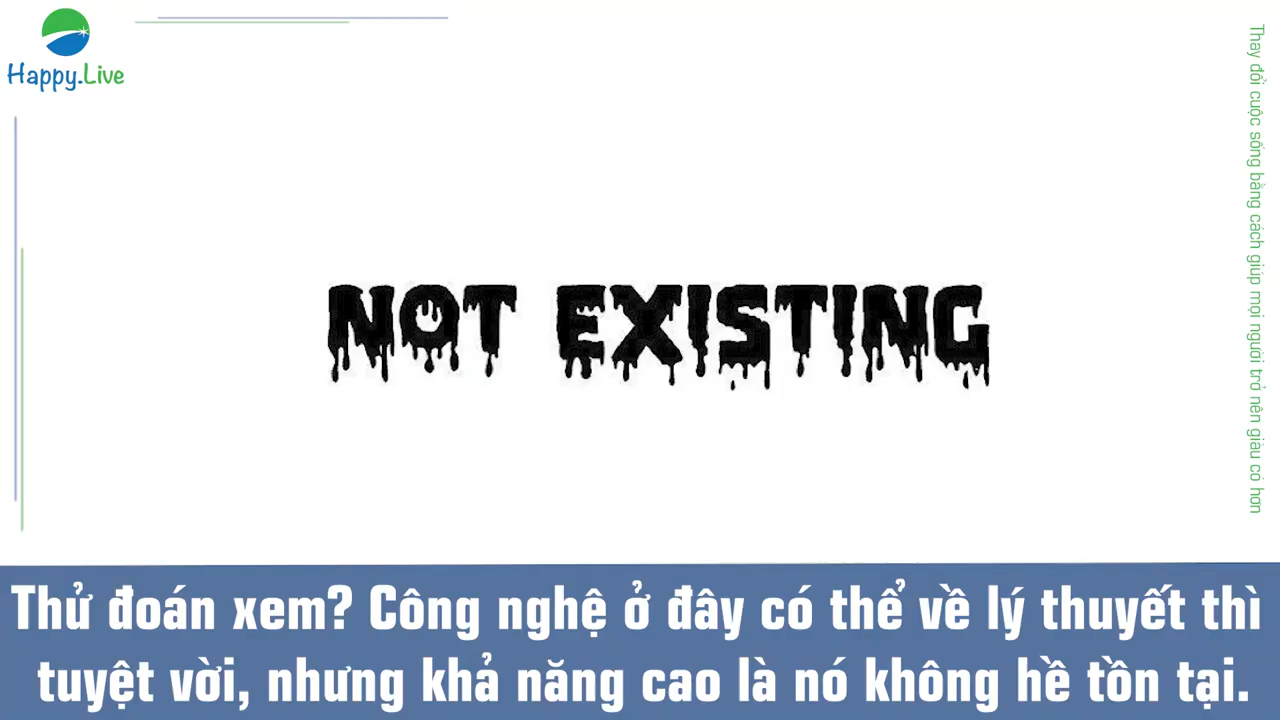 Happy.Live
Thay đổi cuộc sống bằng cách giúp mọi người trở nên giàu có hơn
NOT EXISTING
Thử đoán xem? Công nghệ ở đây có thể về lý thuyết thì
tuyệt vời, nhưng khả năng cao là nó không hề tồn tại.